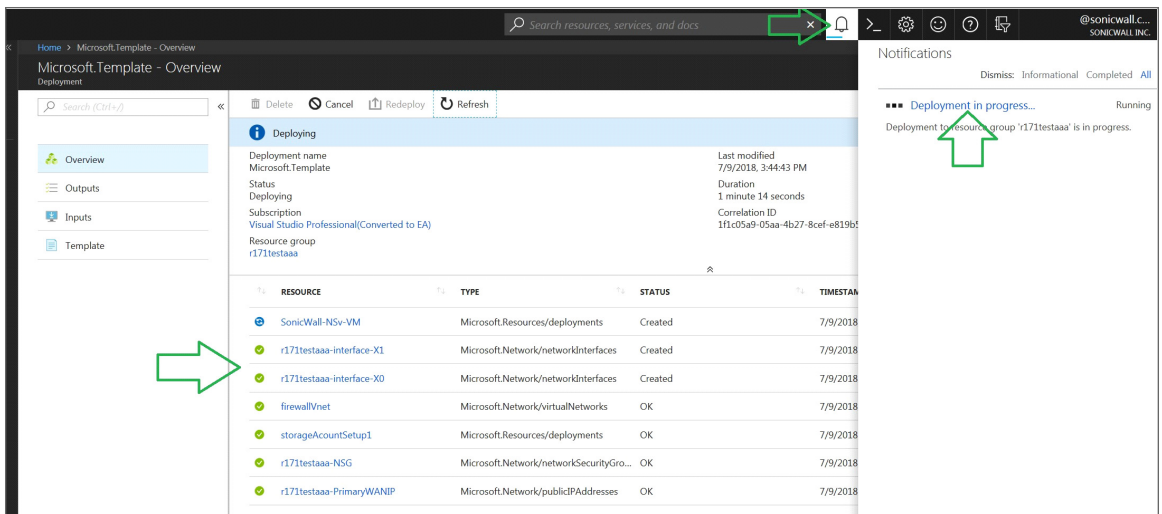 Search resources, services, and docs
@sonicwall.c...
SONICWALL INC.
Home > Microsoft.Template - Overview
Microsoft.Template - Overview
Deployment
Search (Ctrl+/)
Overview
Outputs
Inputs
Template
Delete Cancel Redeploy Refresh
Deploying
Deployment name
Microsoft.Template
Status
Deploying
Subscription
Visual Studio Professional(Converted to EA)
Resource group
r171testaaa
Last modified
7/9/2018, 3:44:43 PM
Duration
1 minute 14 seconds
Correlation ID
1f1c05a9-05aa-4b27-8cef-e819b5
RESOURCE TYPE STATUS TIMESTAM
SonicWall-NSv-VM Microsoft.Resources/deployments Created 7/9/2018
r171testaaa-interface-X1 Microsoft.Network/networkInterfaces Created 7/9/2018
r171testaaa-interface-X0 Microsoft.Network/networkInterfaces Created 7/9/2018
firewallVnet Microsoft.Network/virtualNetworks OK 7/9/2018
storageAcountSetup1 Microsoft.Resources/deployments OK 7/9/2018
r171testaaa-NSG Microsoft.Network/networkSecurityGro... OK 7/9/2018
r171testaaa-PrimaryWANIP Microsoft.Network/publicIPAddresses OK 7/9/2018
Notifications
Dismiss: Informational Completed All
Deployment in progress... Running
Deployment to resource group 'r171testaaa' is in progress.